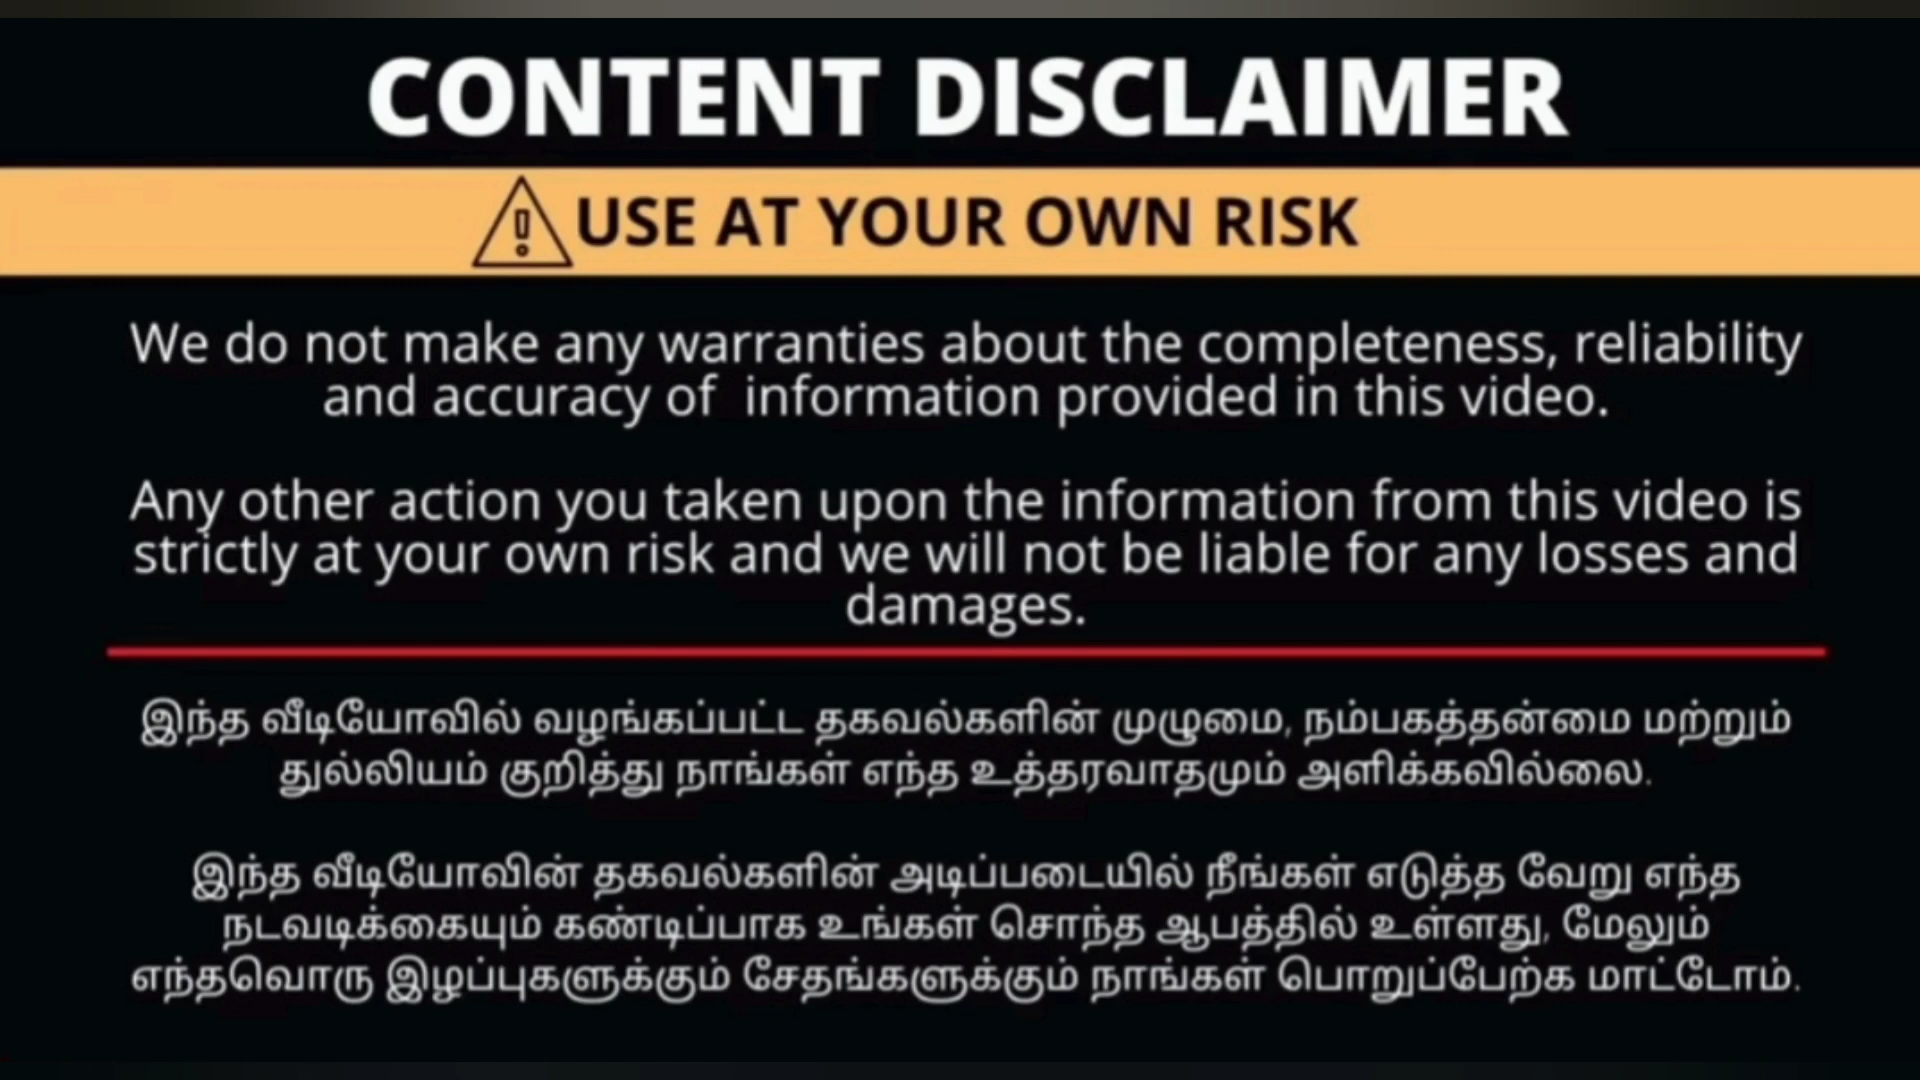 CONTENT DISCLAIMER
USE AT YOUR OWN RISK
We do not make any warranties about the completeness, reliability
and accuracy of information provided in this video.
Any other action you taken upon the information from this video is
strictly at your own risk and we will not be liable for any losses and
damages.
இந்த வீடியோவில் வழங்கப்பட்ட தகவல்களின் முழுமை, நம்பகத்தன்மை மற்றும்
துல்லியம் குறித்து நாங்கள் எந்த உத்தரவாதமும் அளிக்கவில்லை.
இந்த வீடியோவின் தகவல்களின் அடிப்படையில் நீங்கள் எடுத்த வேறு எந்த
நடவடிக்கையும் கண்டிப்பாக உங்கள் சொந்த ஆபத்தில் உள்ளது, மேலும்
எந்தவொரு இழப்புகளுக்கும் சேதங்களுக்கும் நாங்கள் பொறுப்பேற்க மாட்டோம்.